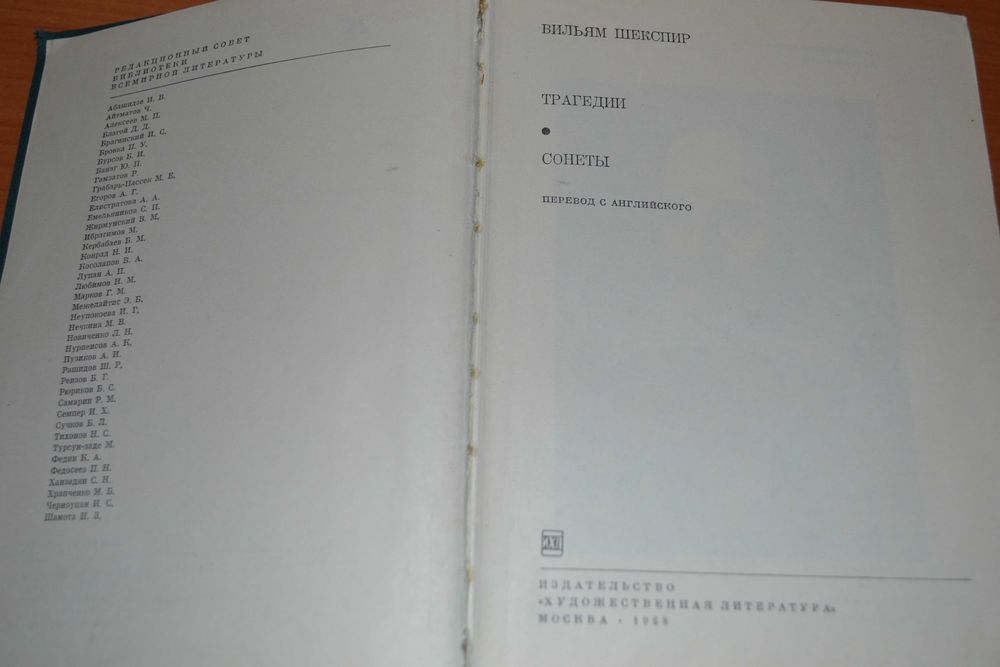 РЕДАКЦИОННЫЙ СОВЕТ
БИБЛИОТЕКИ
ВСЕМИРНОЙ ЛИТЕРАТУРЫ
Абашидзе И. В.
Айтматов Ч.
Алексеев М. П.
Благой Д. Д.
Брагинский И. С.
Бровка П. У.
Бурсов Б. И.
Ванаг Ю. П.
Гамзатов Р.
Грабарь-Пассек М. Е.
Егоров А. Г.
Елистратова А. А.
Емельяников С. П.
Жирмунский В. М.
Ибрагимов М.
Кербабаев Б. М.
Конрад Н. И.
Косолапов В. А.
Лупан А. П.
Любимов Н. М.
Марков Г. М.
Межелайтис Э. Б.
Неупокоева И. Г.
Нечкина М. В.
Новиченко Л. Н.
Нурпеисов А. К.
Пузиков А. И.
Рашидов Ш. Р.
Реизов Б. Г.
Рюриков Б. С.
Самарин Р. М.
Семпер И. Х.
Сучков Б. Л.
Тихонов Н. С.
Турсун-заде М.
Федин К. А.
Федосеев П. Н.
Ханзадян С. Н.
Храпченко М. Б.
Черноуцан И. С.
Шамота Н. З.
ВИЛЬЯМ ШЕКСПИР
ТРАГЕДИИ
●
СОНЕТЫ
ПЕРЕВОД С АНГЛИЙСКОГО
ИЗДАТЕЛЬСТВО
«ХУДОЖЕСТВЕННАЯ ЛИТЕРАТУРА»
МОСКВА · 1968